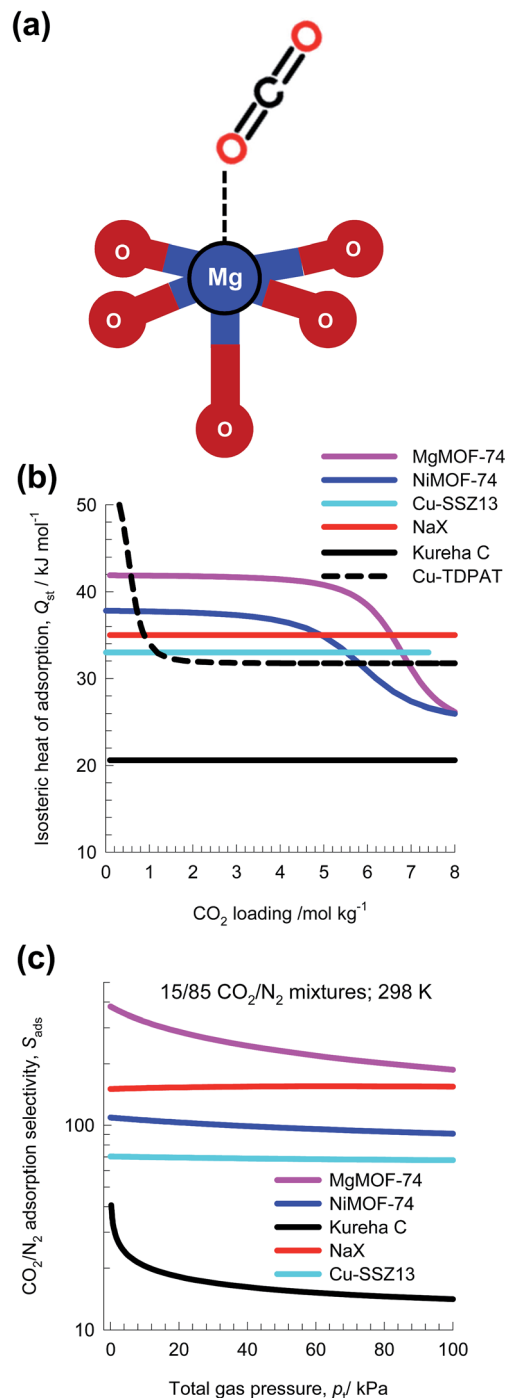 (a)
O
C
O
O
Mg
O
O
O
O
(b)
MgMOF-74
NiMOF-74
Cu-SSZ13
NaX
Kureha C
Cu-TDPAT
Isosteric heat of adsorption, Qst / kJ mol-1
50
40
30
20
10
0 1 2 3 4 5 6 7 8
CO2 loading /mol kg-1
(c)
15/85 CO2/N2 mixtures; 298 K
CO2/N2 adsorption selectivity, Sads
100
10
MgMOF-74
NiMOF-74
Kureha C
NaX
Cu-SSZ13
0 20 40 60 80 100
Total gas pressure, pt/ kPa